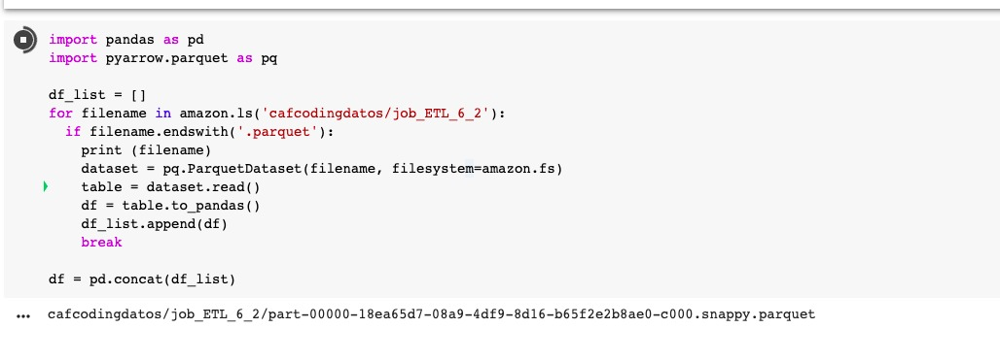 import pandas as pd
import pyarrow.parquet as pq
df_list = []
for filename in amazon.ls('cafcodingdatos/job_ETL_6_2'):
if filename.endswith('.parquet'):
print (filename)
dataset = pq.ParquetDataset(filename, filesystem=amazon.fs)
table = dataset.read()
df = table.to_pandas()
df_list.append(df)
break
df = pd.concat(df_list)
cafcodingdatos/job_ETL_6_2/part-00000-18ea65d7-08a9-4df9-8d16-b65f2e2b8ae0-c000.snappy.parquet